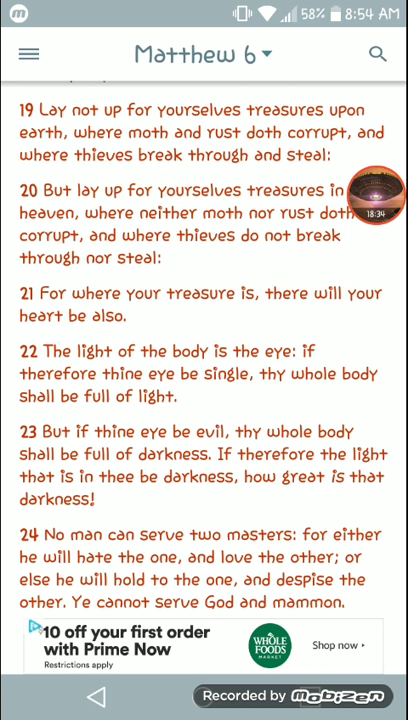 58% 8:54 AM
Matthew 6
19 Lay not up for yourselves treasures upon
earth, where moth and rust doth corrupt, and
where thieves break through and steal:
20 But lay up for yourselves treasures in
heaven, where neither moth nor rust doth
corrupt, and where thieves do not break
through nor steal:
18:34
21 For where your treasure is, there will your
heart be also.
22 The light of the body is the eye: if
therefore thine eye be single, thy whole body
shall be full of light.
23 But if thine eye be evil, thy whole body
shall be full of darkness. If therefore the light
that is in thee be darkness, how great is that
darkness!
24 No man can serve two masters: for either
he will hate the one, and love the other; or
else he will hold to the one, and despise the
other. Ye cannot serve God and mammon.
10 off your first order
with Prime Now
Restrictions apply
WHOLE
FOODS
MARKET
Shop now
Recorded by Mobizen